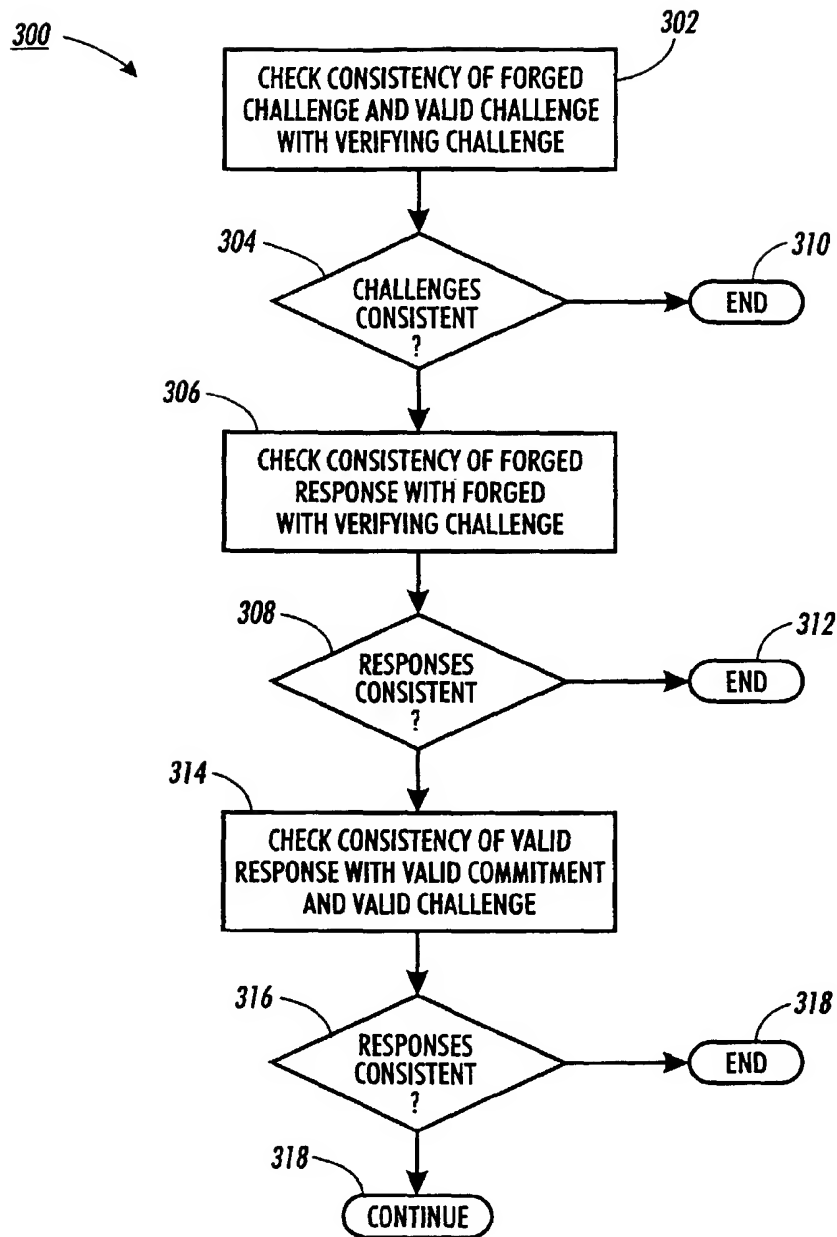 300
302
CHECK CONSISTENCY OF FORGED
CHALLENGE AND VALID CHALLENGE
WITH VERIFYING CHALLENGE
304
CHALLENGES
CONSISTENT
?
310
END
306
CHECK CONSISTENCY OF FORGED
RESPONSE WITH FORGED
WITH VERIFYING CHALLENGE
308
RESPONSES
CONSISTENT
?
312
END
314
CHECK CONSISTENCY OF VALID
RESPONSE WITH VALID COMMITMENT
AND VALID CHALLENGE
316
RESPONSES
CONSISTENT
?
318
END
318
CONTINUE